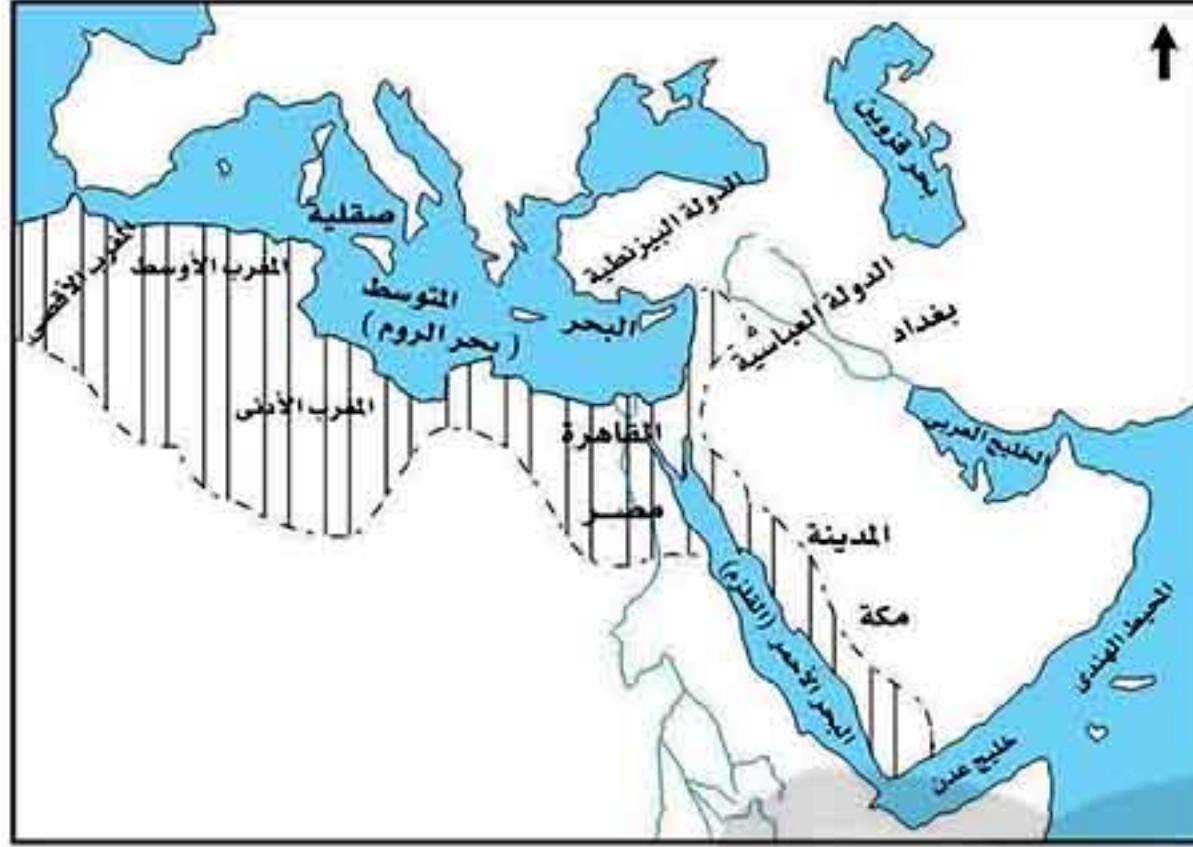 بحر قزوين
الدولة البيزنطية
صقلية
المغرب الأقصى
المغرب الأوسط
المتوسط
البحر
( بحر الروم )
الدولة العباسية
بغداد
المغرب الأدنى
القاهرة
مصر
الخليج العربي
المدينة
مكة
البحر الأحمر (القلزم)
المحيط الهندى
خليج عدن